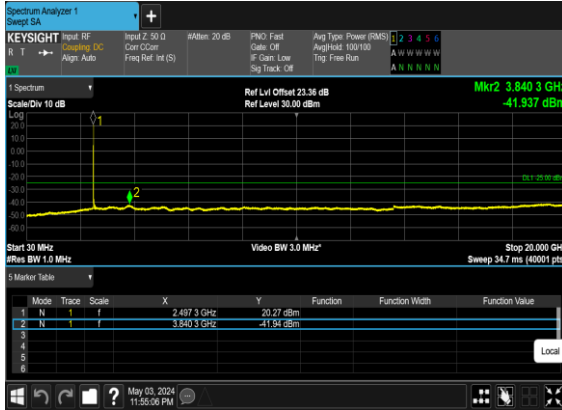 Spectrum Analyzer 1
Swept SA
+
KEYSIGHT Input: RF Input Z: 50 Ω #Atten: 20 dB PNO: Fast Avg Type: Power (RMS) 1 2 3 4 5 6
R T Coupling: DC Corr CCorr Gate: Off Avg|Hold: 100/100 A W W W W W
Align: Auto Freq Ref: Int (S) IF Gain: Low Trig: Free Run
Sig Track: Off A N N N N N
1 Spectrum Ref Lvl Offset 23.36 dB Mkr2 3.840 3 GHz
Scale/Div 10 dB Ref Level 30.00 dBm -41.937 dBm
Log
20.0
10.0
0.00
-10.0
-20.0
-30.0
-40.0
-50.0
-60.0
1
2
DL1 -25.00 dBm
Start 30 MHz Video BW 3.0 MHz* Stop 20.000 GHz
#Res BW 1.0 MHz Sweep 34.7 ms (40001 pts)
5 Marker Table
Mode Trace Scale X Y Function Function Width Function Value
1 N 1 f 2.497 3 GHz 20.27 dBm
2 N 1 f 3.840 3 GHz -41.94 dBm
3
4
5
6
Local
? May 03, 2024
11:55:06 PM